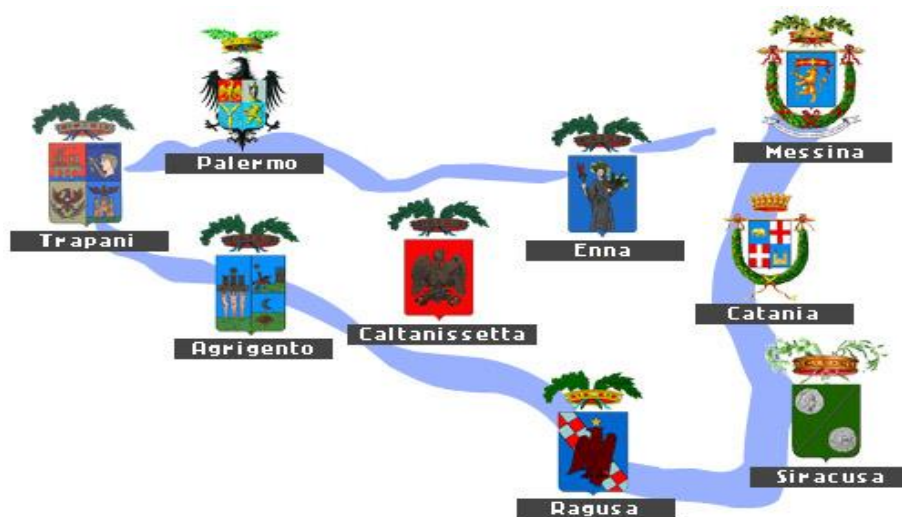 Palermo
Messina
Trapani
Enna
Catania
Agrigento
Caltanissetta
Siracusa
Ragusa